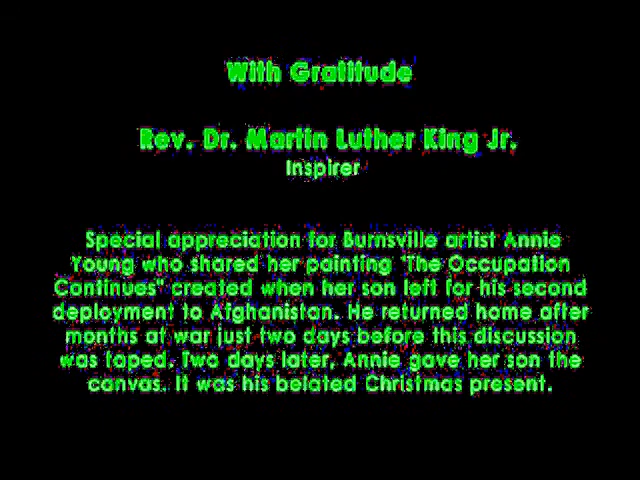 With Gratitude
Rev. Dr. Martin Luther King Jr.
Inspirer
Special appreciation for Burnsville artist Annie
Young who shared her painting "The Occupation
Continues" created when her son left for his second
deployment to Afghanistan. He returned home after
months at war just two days before this discussion
was taped. Two days later, Annie gave her son the
canvas. It was his belated Christmas present.